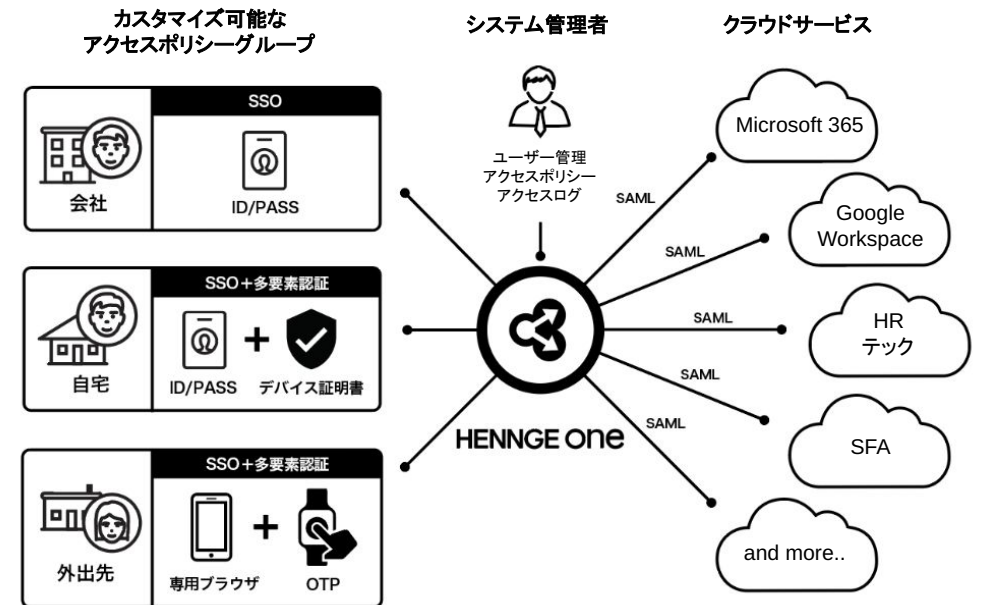 カスタマイズ可能な
アクセスポリシーグループ
システム管理者
クラウドサービス
SSO
ID/PASS
会社
SSO+多要素認証
ID/PASS
デバイス証明書
自宅
SSO+多要素認証
専用ブラウザ
OTP
外出先
ユーザー管理
アクセスポリシー
アクセスログ
HENNGE one
SAML
SAML
SAML
SAML
SAML
Microsoft 365
Google
Workspace
HR
テック
SFA
and more..